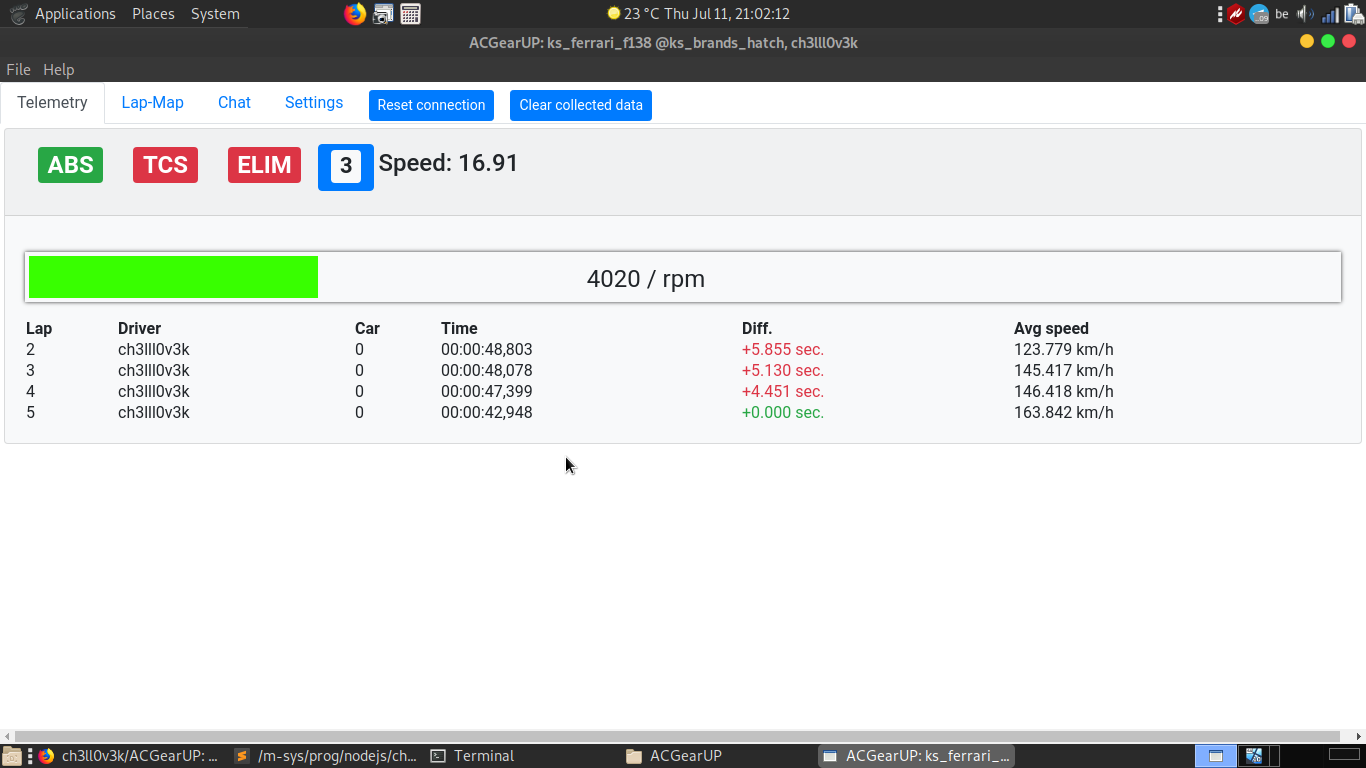 Applications Places System 23 °C Thu Jul 11, 21:02:12 be
ACGearUP: ks_ferrari_f138 @ks_brands_hatch, ch3lll0v3k
File Help
Telemetry Lap-Map Chat Settings Reset connection Clear collected data
ABS TCS ELIM 3 Speed: 16.91
4020 / rpm
Lap Driver Car Time Diff. Avg speed
2 ch3lll0v3k 0 00:00:48,803 +5.855 sec. 123.779 km/h
3 ch3lll0v3k 0 00:00:48,078 +5.130 sec. 145.417 km/h
4 ch3lll0v3k 0 00:00:47,399 +4.451 sec. 146.418 km/h
5 ch3lll0v3k 0 00:00:42,948 +0.000 sec. 163.842 km/h
ch3ll0v3k/ACGearUP: ... /m-sys/prog/nodejs/ch... Terminal ACGearUP ACGearUP: ks_ferrari_...